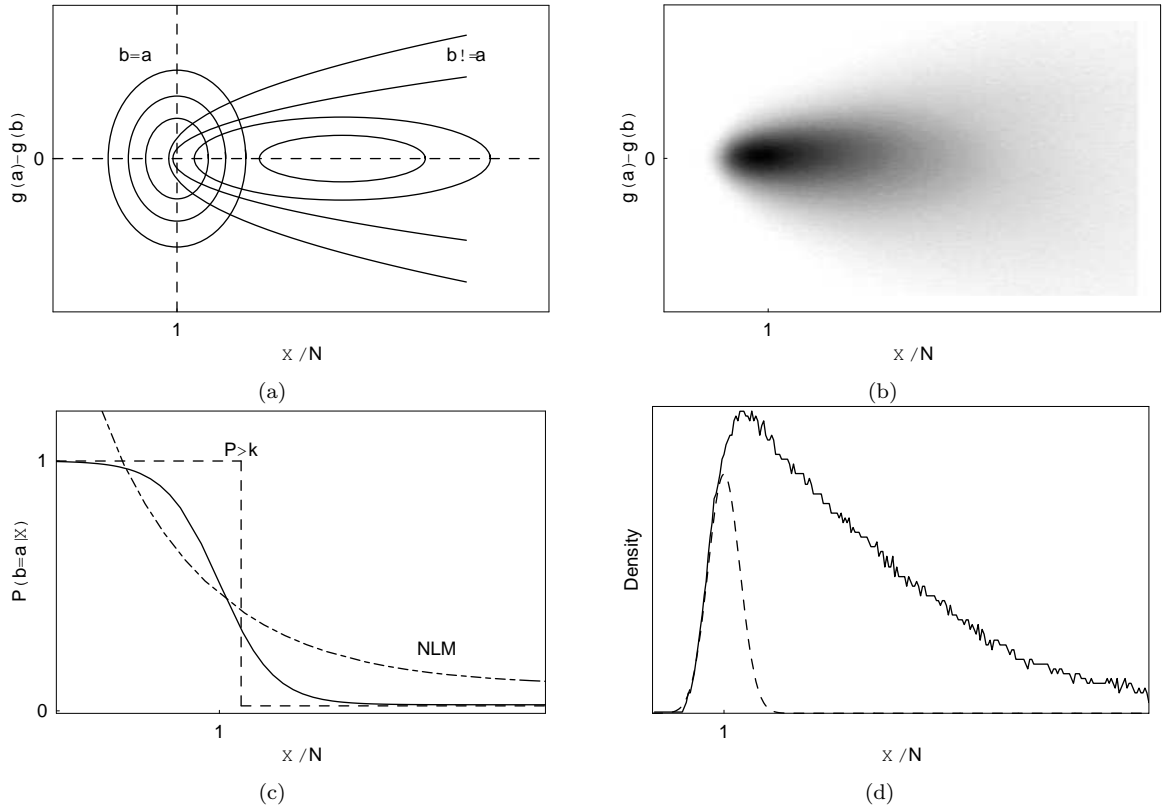 b=a
b!=a
g(a)-g(b)
0
1
X/N
(a)
g(a)-g(b)
0
1
X/N
(b)
P>k
1
P(b=a|X)
NLM
0
1
X/N
(c)
Density
1
X/N
(d)